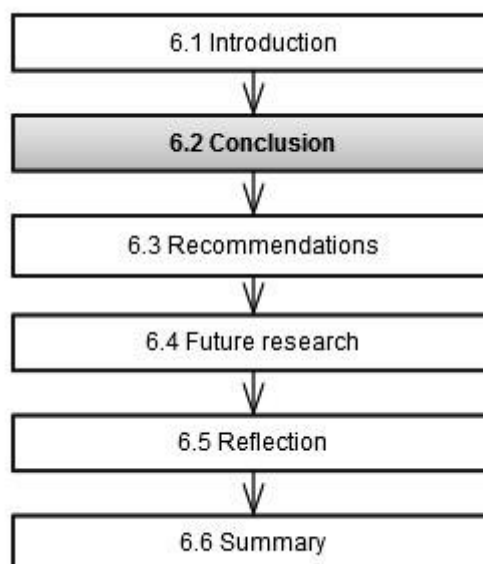 6.1 Introduction
6.2 Conclusion
6.3 Recommendations
6.4 Future research
6.5 Reflection
6.6 Summary